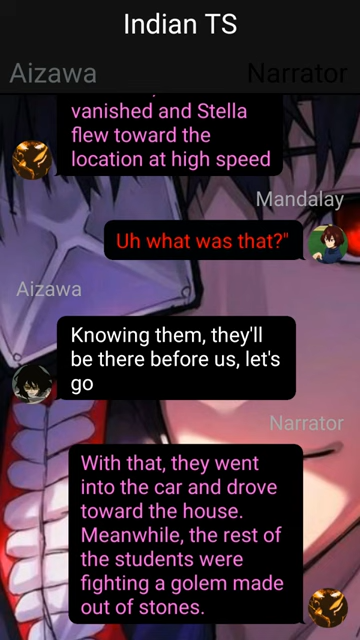 Indian TS
Aizawa
Narrator
vanished and Stella
flew toward the
location at high speed
Mandalay
Uh what was that?"
Aizawa
Knowing them, they'll
be there before us, let's
go
Narrator
With that, they went
into the car and drove
toward the house.
Meanwhile, the rest of
the students were
fighting a golem made
out of stones.